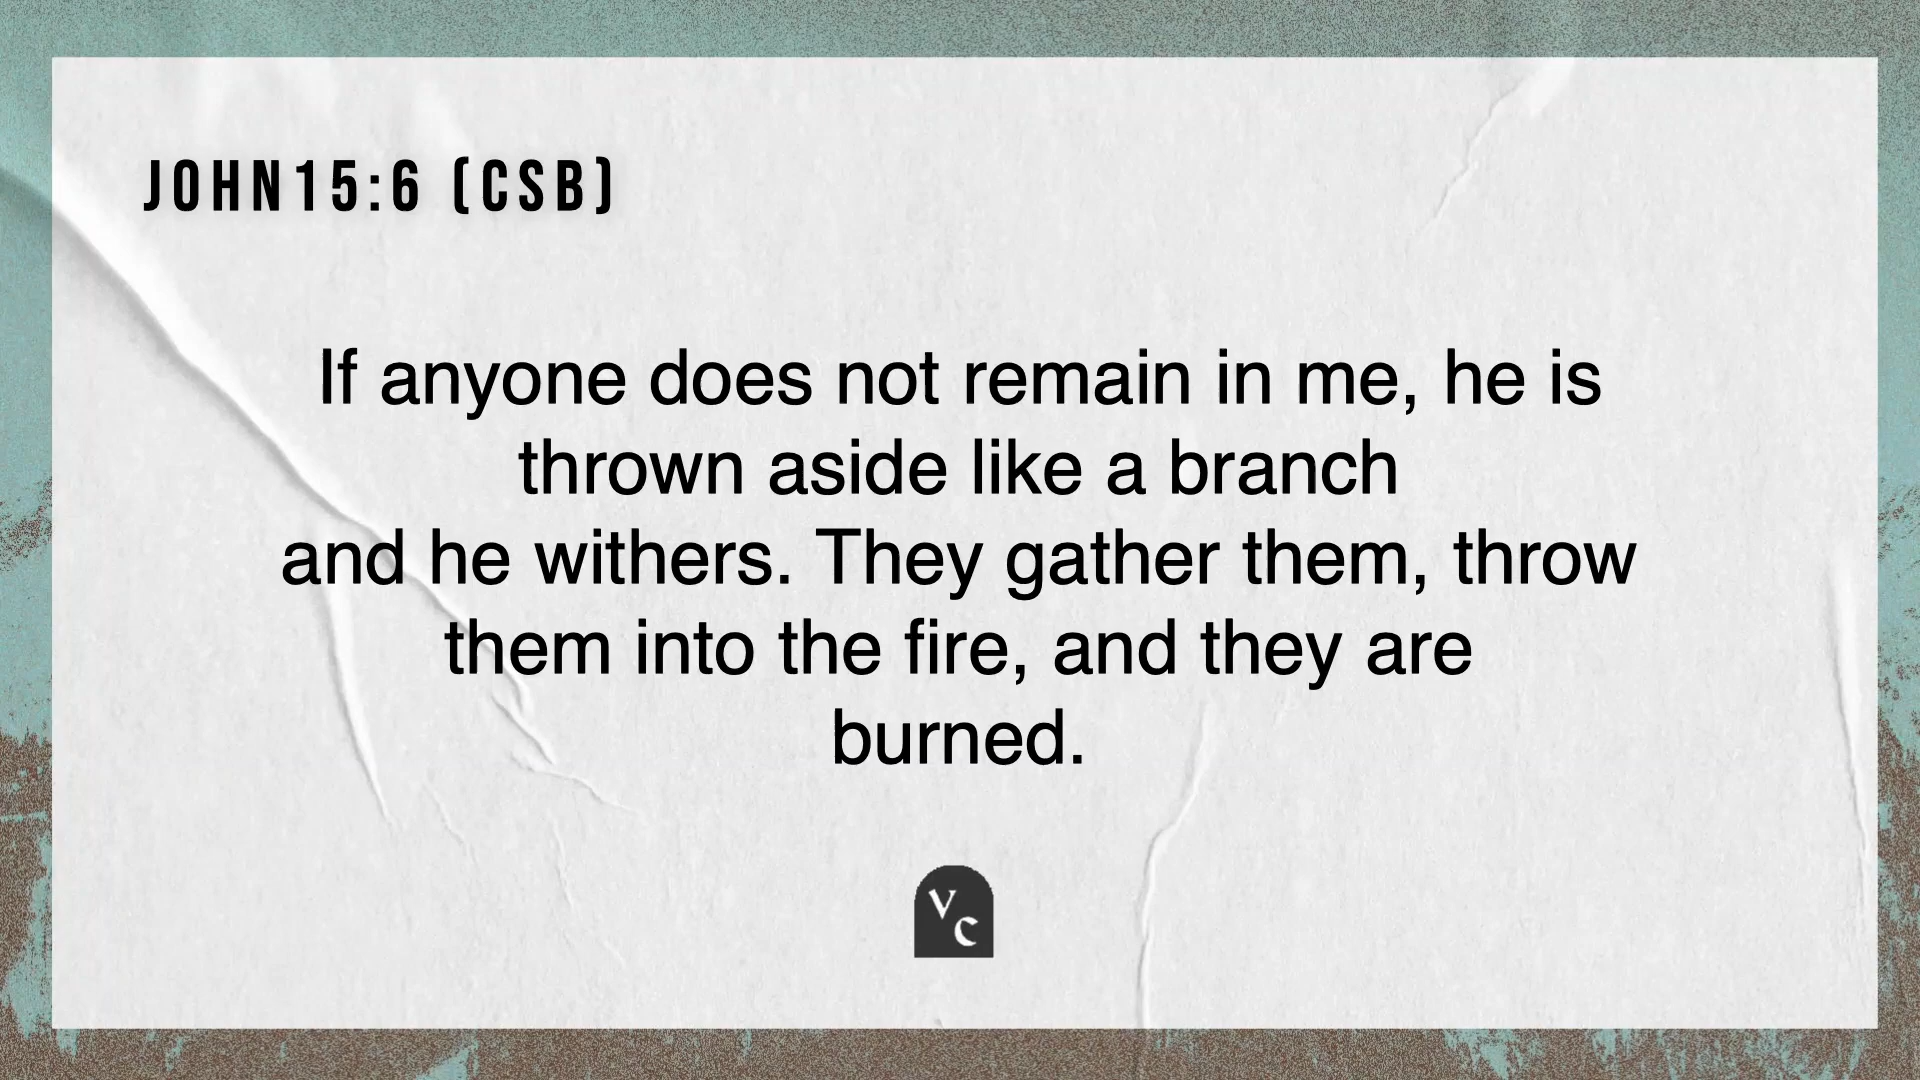 JOHN15:6 (CSB)
If anyone does not remain in me, he is
thrown aside like a branch
and he withers. They gather them, throw
them into the fire, and they are
burned.
V
C